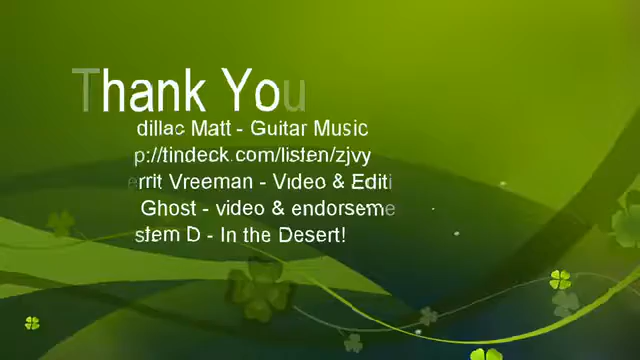 Thank You
dillac Matt - Guitar Music
p://tindeck.com/listen/zjvy
errit Vreeman - Video & Editi
Ghost - video & endorseme
stem D - In the Desert!